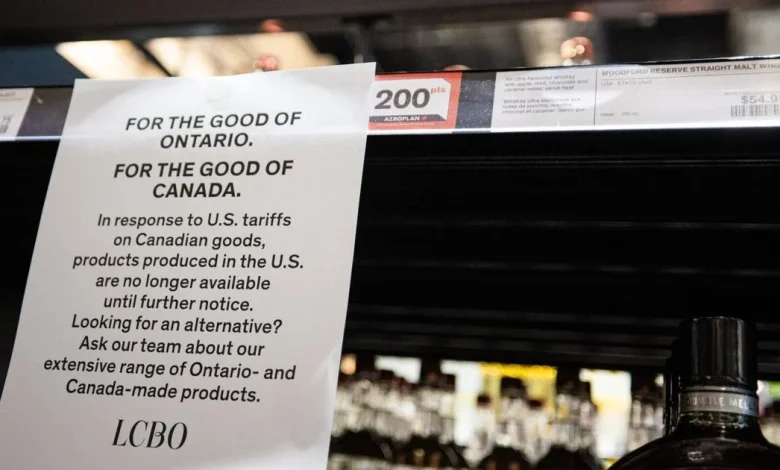 FOR THE GOOD OF
ONTARIO.
FOR THE GOOD OF
CANADA.
In response to U.S. tariffs
on Canadian goods,
products produced in the U.S.
are no longer available
until further notice.
Looking for an alternative?
Ask our team about our
extensive range of Ontario- and
Canada-made products.
LCBO
200 pts
AEROPLAN
WOODFORD RESERVE STRAIGHT MALT
$54.9